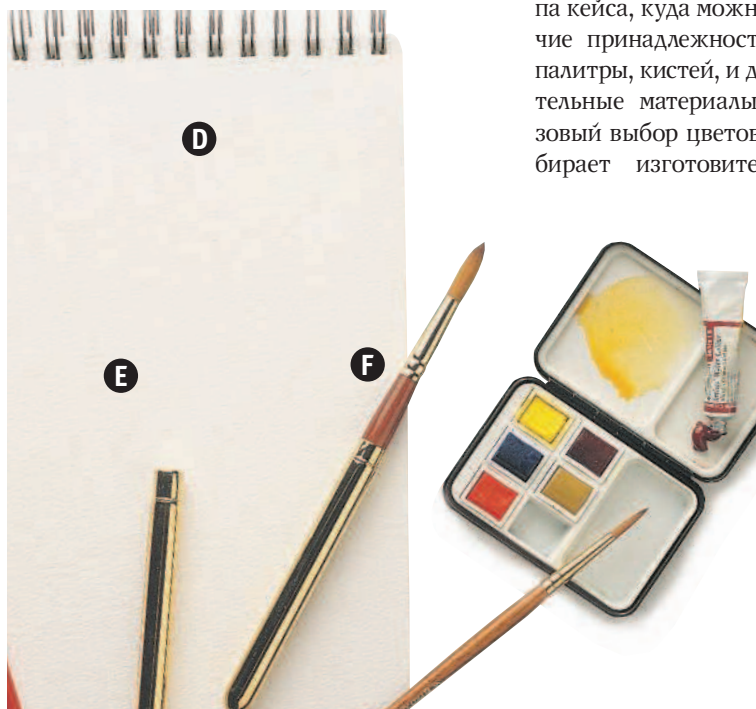 па кейса, куда можн
чие принадлежност
палитры, кистей, и д
тельные материалы
зовый выбор цветов
бирает изготовите
D
E
F